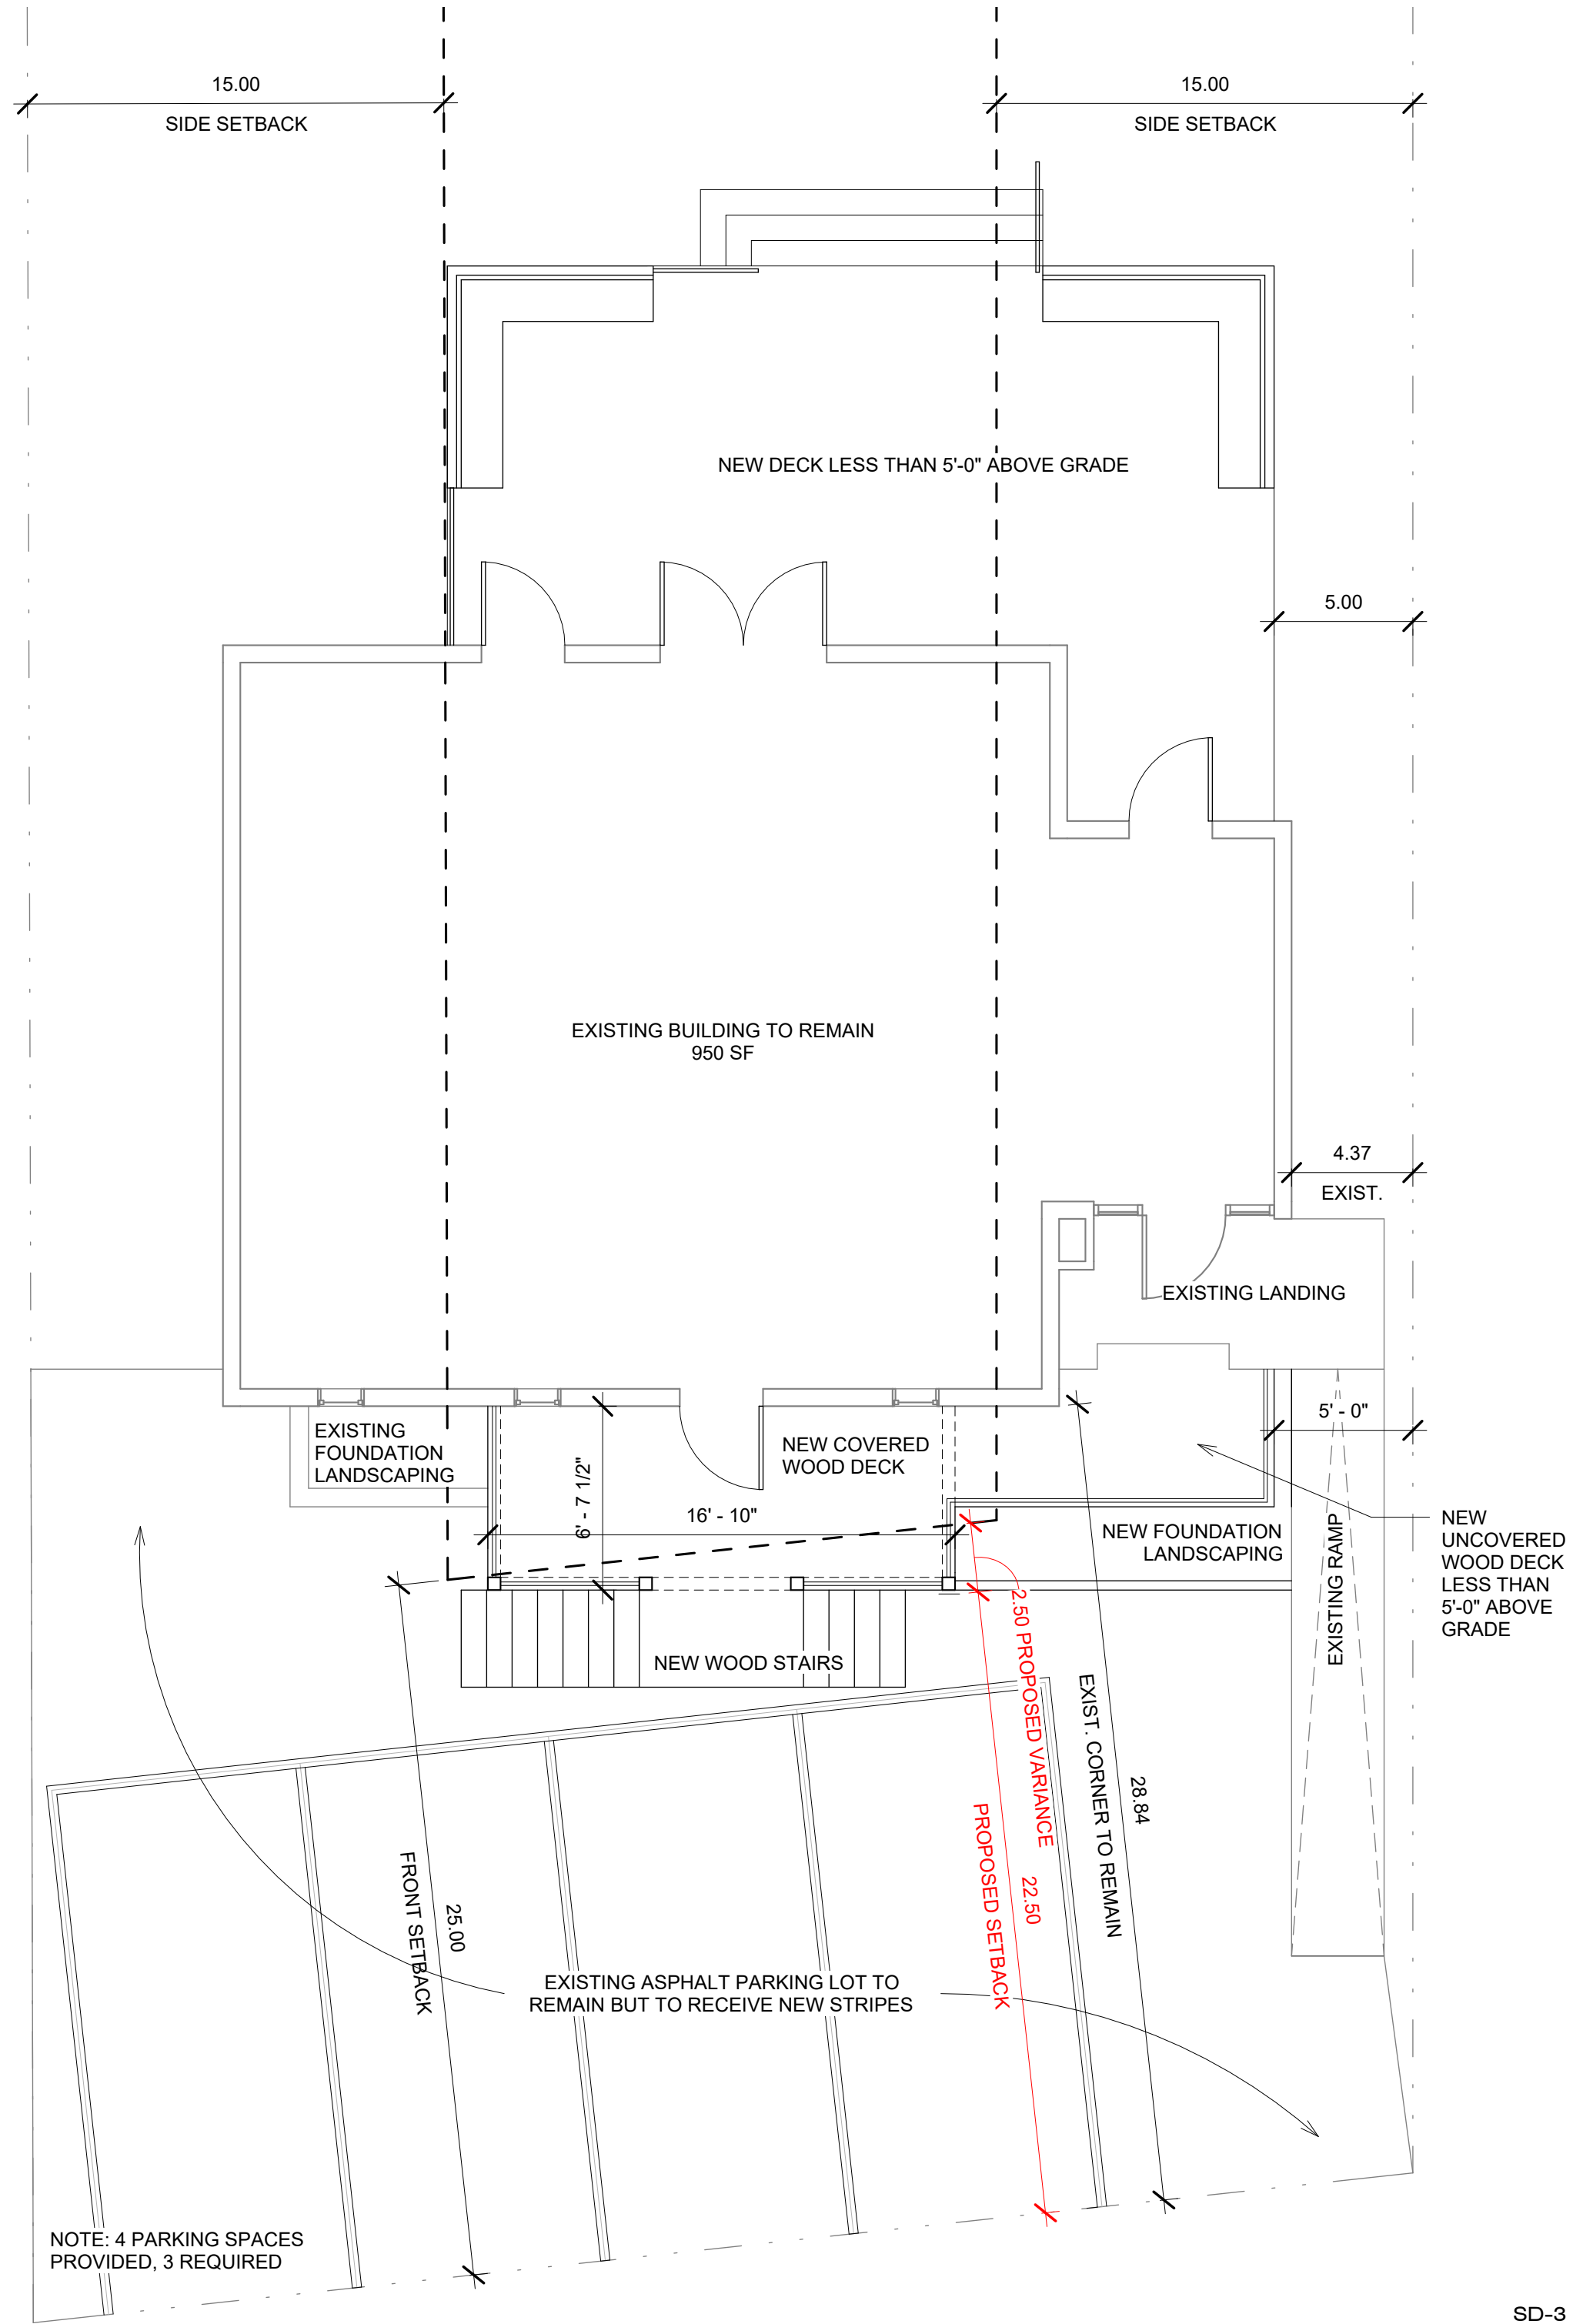 15.00
SIDE SETBACK
15.00
SIDE SETBACK
NEW DECK LESS THAN 5'-0" ABOVE GRADE
5.00
EXISTING BUILDING TO REMAIN
950 SF
4.37
EXIST.
EXISTING LANDING
5' - 0"
EXISTING
FOUNDATION
LANDSCAPING
NEW COVERED
WOOD DECK
6' - 7 1/2"
16' - 10"
NEW FOUNDATION
LANDSCAPING
EXISTING RAMP
NEW
UNCOVERED
WOOD DECK
LESS THAN
5'-0" ABOVE
GRADE
NEW WOOD STAIRS
2.50 PROPOSED VARIANCE
22.50
PROPOSED SETBACK
28.84
EXIST. CORNER TO REMAIN
25.00
FRONT SETBACK
EXISTING ASPHALT PARKING LOT TO
REMAIN BUT TO RECEIVE NEW STRIPES
NOTE: 4 PARKING SPACES
PROVIDED, 3 REQUIRED
SD-3